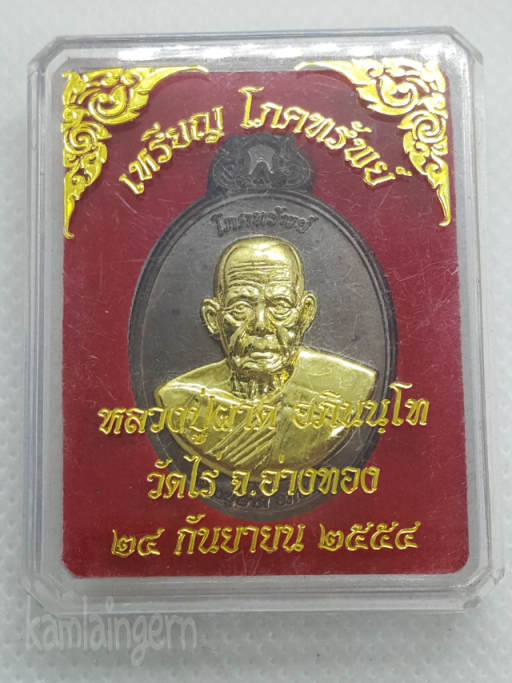 เหรียญ โภคทรัพย์
โภคทรัพย์
หลวงปู่ผาด อภินนฺโท
วัดไร่ จ.อ่างทอง
๒๔ กันยายน ๒๕๕๔
kamlaingern